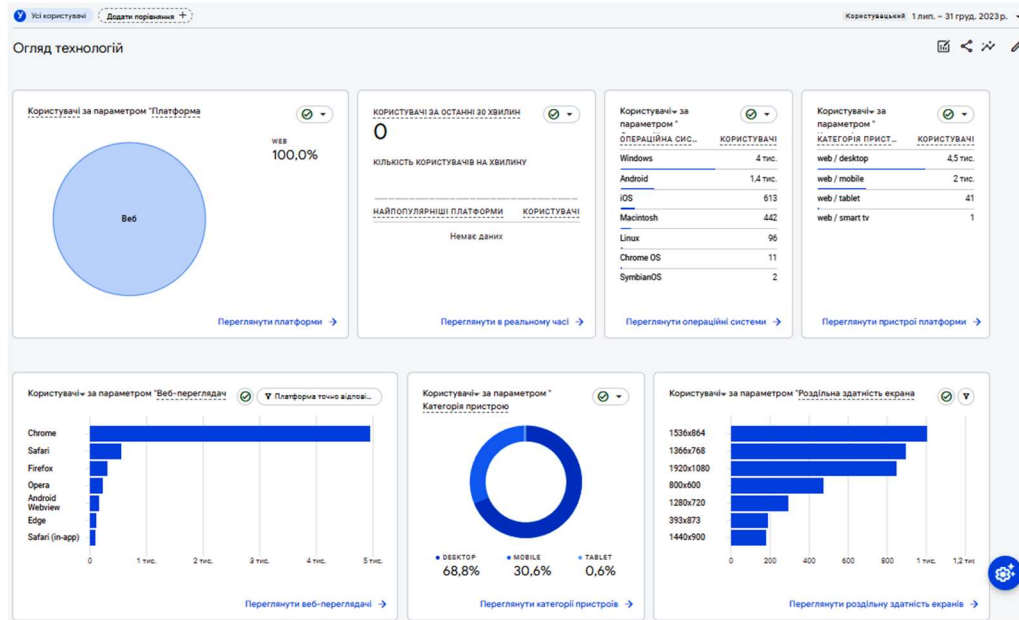 У Усі користувачі Додати порівняння + Користувацький 1 лип. – 31 груд. 2023 р.
Огляд технологій
Користувачі за параметром "Платформа
WEB
100,0%
Веб
Переглянути платформи →
КОРИСТУВАЧІ ЗА ОСТАННІ 30 ХВИЛИН
0
КІЛЬКІСТЬ КОРИСТУВАЧІВ НА ХВИЛИНУ
НАЙПОПУЛЯРНІШІ ПЛАТФОРМИ КОРИСТУВАЧІ
Немає даних
Переглянути в реальному часі →
Користувачі за
параметром "
ОПЕРАЦІЙНА СИС... КОРИСТУВАЧІ
Windows 4 тис.
Android 1,4 тис.
iOS 613
Macintosh 442
Linux 96
Chrome OS 11
SymbianOS 2
Переглянути операційні системи →
Користувачі за
параметром "
КАТЕГОРІЯ ПРИСТ... КОРИСТУВАЧІ
web / desktop 4,5 тис.
web / mobile 2 тис.
web / tablet 41
web / smart tv 1
Переглянути пристрої платформи →
Користувачі за параметром "Веб-переглядач
Платформа точно відпові...
Chrome
Safari
Firefox
Opera
Android
Webview
Edge
Safari (in-app)
0 1 тис. 2 тис. 3 тис. 4 тис. 5 тис.
Переглянути веб-переглядачі →
Користувачі за параметром "
Категорія пристрою
DESKTOP MOBILE TABLET
68,8% 30,6% 0,6%
Переглянути категорії пристроїв →
Користувачі за параметром "Роздільна здатність екрана
1536x864
1366x768
1920x1080
800x600
1280x720
393x873
1440x900
0 200 400 600 800 1 тис. 1,2 тис
Переглянути роздільну здатність екранів →